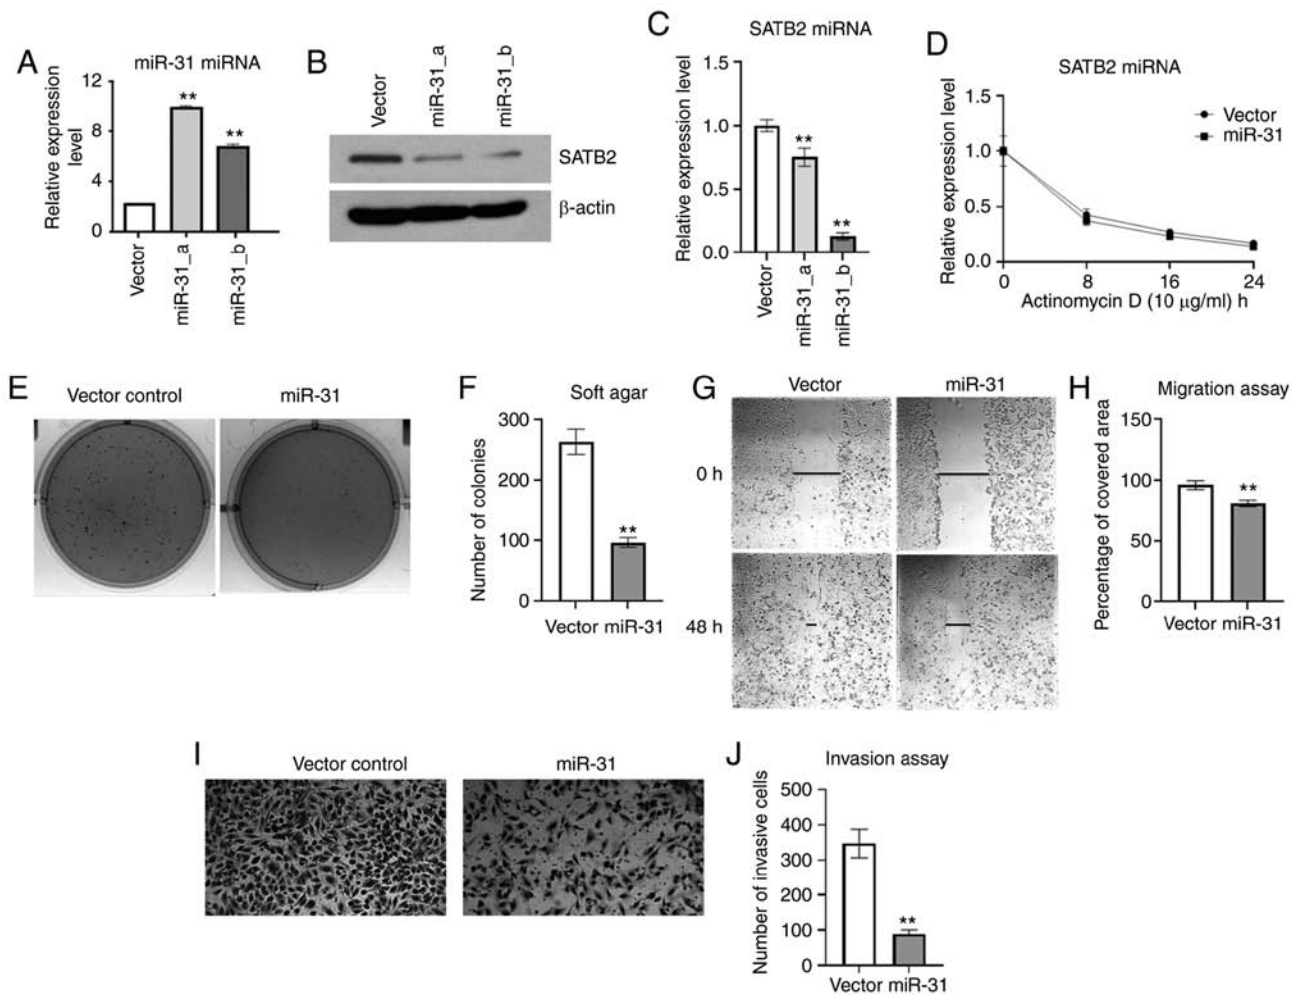 A
miR-31 miRNA
Relative expression
level
12
8
4
0
**
**
Vector
miR-31_a
miR-31_b
B
Vector
miR-31_a
miR-31_b
SATB2
β-actin
C
SATB2 miRNA
Relative expression level
1.5
1.0
0.5
0.0
**
**
Vector
miR-31_a
miR-31_b
D
SATB2 miRNA
Relative expression level
1.5
1.0
0.5
0.0
Vector
miR-31
0 8 16 24
Actinomycin D (10 μg/ml) h
E
Vector control
miR-31
F
Soft agar
Number of colonies
300
200
100
0
**
Vector miR-31
G
Vector
miR-31
0 h
48 h
H
Migration assay
Percentage of covered area
150
100
50
0
**
Vector miR-31
I
Vector control
miR-31
J
Invasion assay
Number of invasive cells
500
400
300
200
100
0
**
Vector miR-31